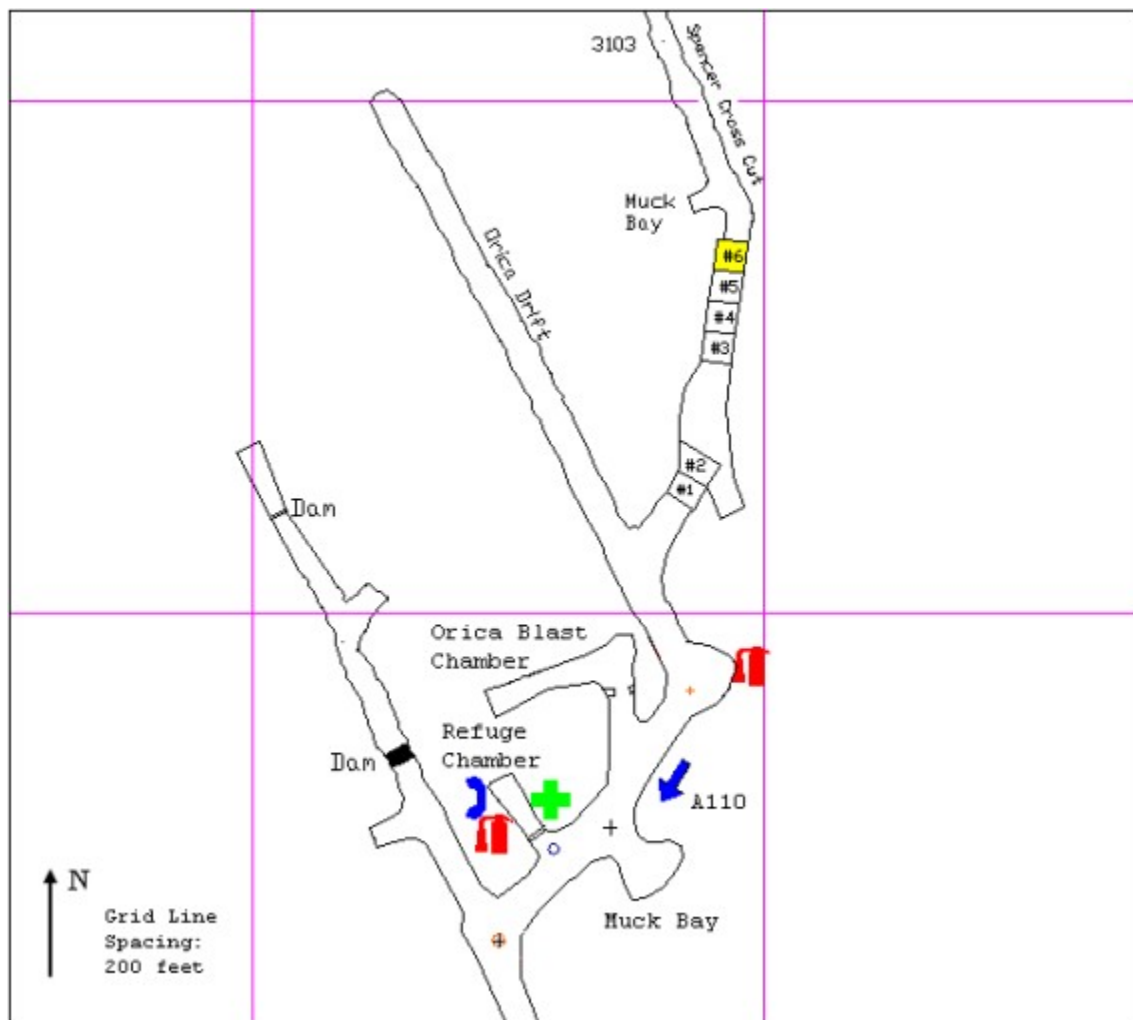 3103
Spencer Cross Cut
Muck
Bay
#6
Orica Drift
#5
#4
#3
#2
#1
Dam
Orica Blast
Chamber
Refuge
Chamber
Dam
A110
N
Grid Line
Spacing:
200 feet
Muck Bay